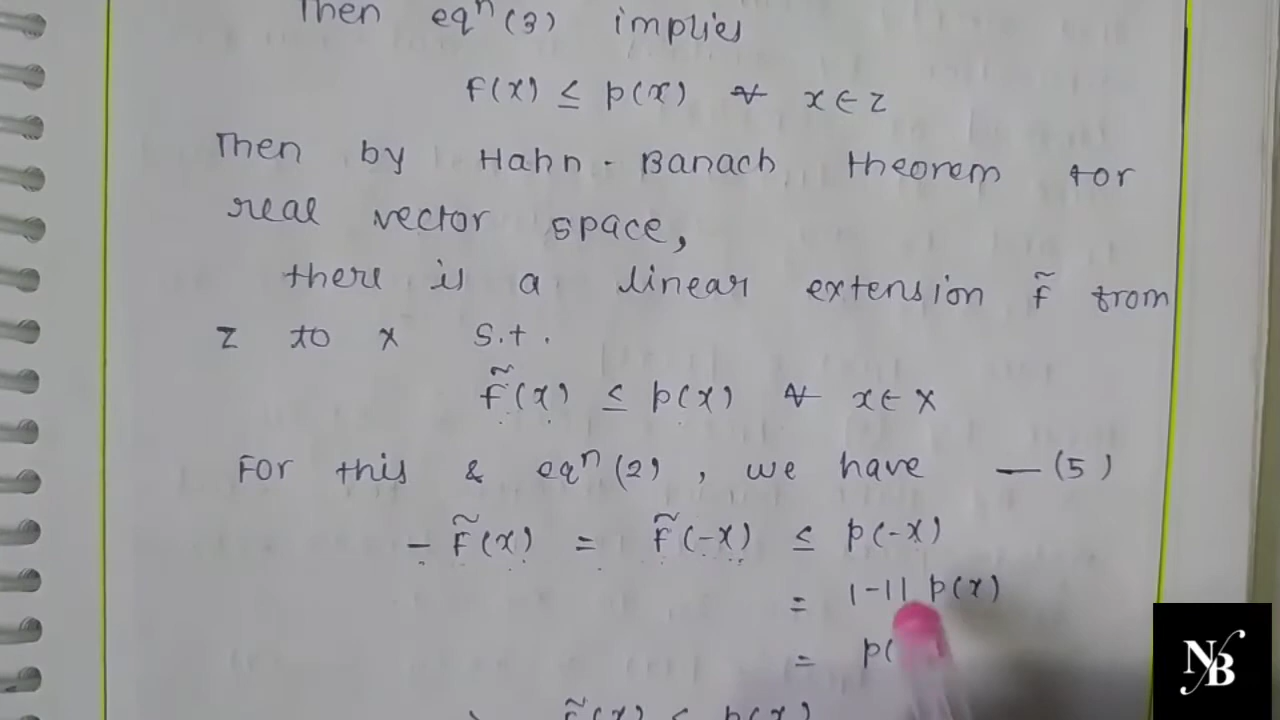 Then eqⁿ (3) implies
f(x) ≤ p(x) ∀ x ∈ Z
Then by Hahn-Banach theorem for
real vector space,
there is a linear extension f̃ from
Z to X s.t.
f̃(x) ≤ p(x) ∀ x ∈ X
For this & eqⁿ (2), we have —(5)
- f̃(x) = f̃(-x) ≤ p(-x)
= |-1| p(x)
= p(
f̃(x) ≤ p(x)
NB